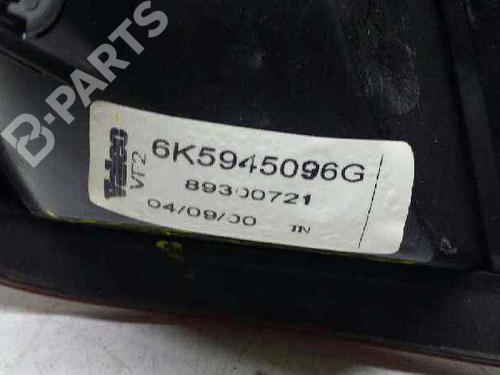 B-PARTS
Valeo
VT2
6K5945096G
89300721
04/09/00 TN